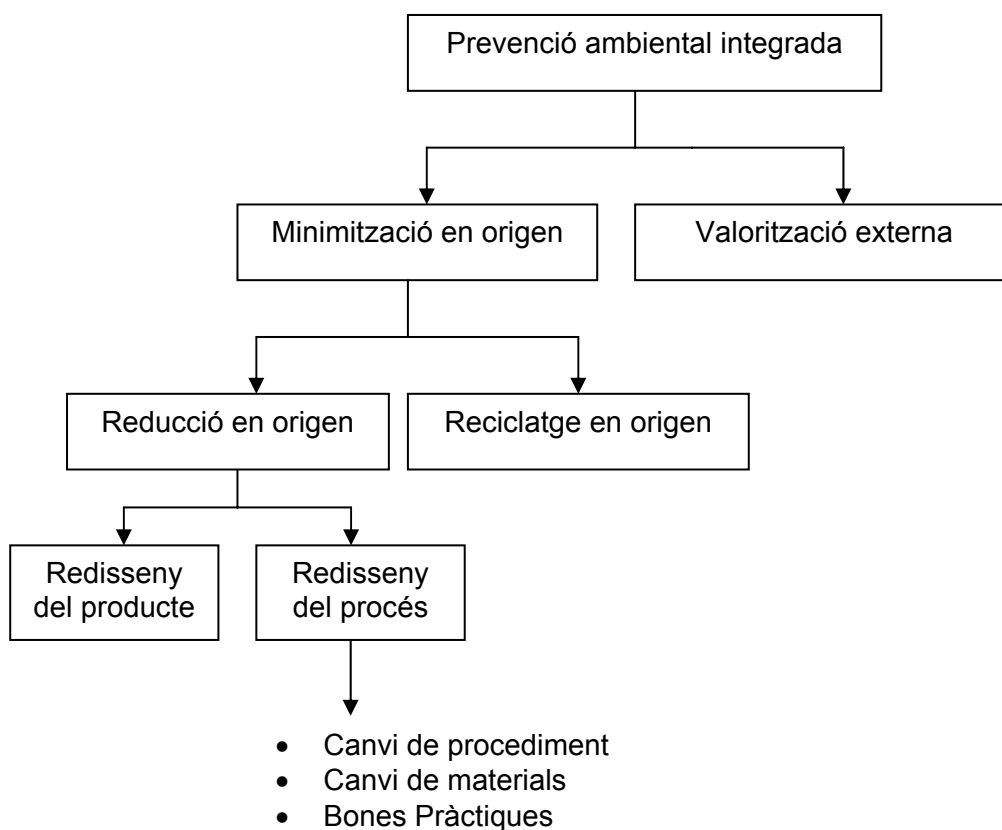 Prevenció ambiental integrada
Minimització en origen
Valorització externa
Reducció en origen
Reciclatge en origen
Redisseny
del producte
Redisseny
del procés
• Canvi de procediment
• Canvi de materials
• Bones Pràctiques